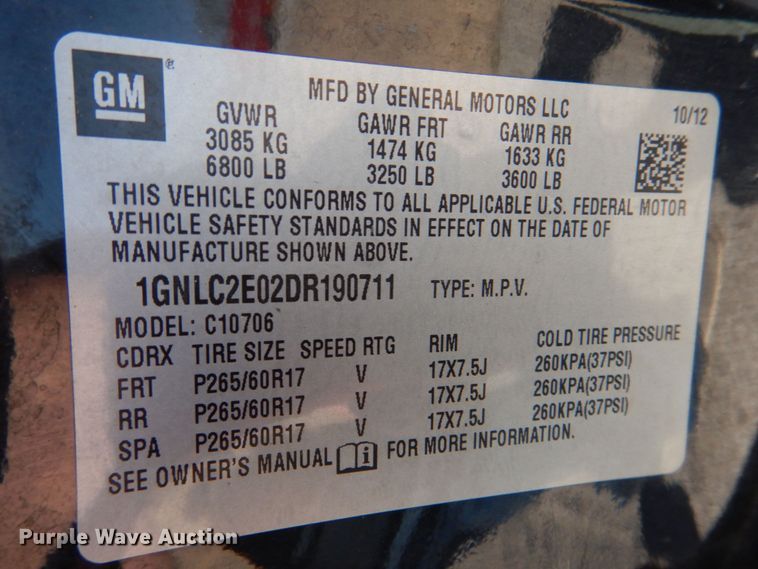 GM®
MFD BY GENERAL MOTORS LLC
10/12
GVWR GAWR FRT GAWR RR
3085 KG 1474 KG 1633 KG
6800 LB 3250 LB 3600 LB
THIS VEHICLE CONFORMS TO ALL APPLICABLE U.S. FEDERAL MOTOR
VEHICLE SAFETY STANDARDS IN EFFECT ON THE DATE OF
MANUFACTURE SHOWN ABOVE.
1GNLC2E02DR190711 TYPE: M.P.V.
MODEL: C10706
CDRX TIRE SIZE SPEED RTG RIM COLD TIRE PRESSURE
FRT P265/60R17 V 17X7.5J 260KPA(37PSI)
RR P265/60R17 V 17X7.5J 260KPA(37PSI)
SPA P265/60R17 V 17X7.5J 260KPA(37PSI)
SEE OWNER'S MANUAL FOR MORE INFORMATION.
Purple Wave Auction